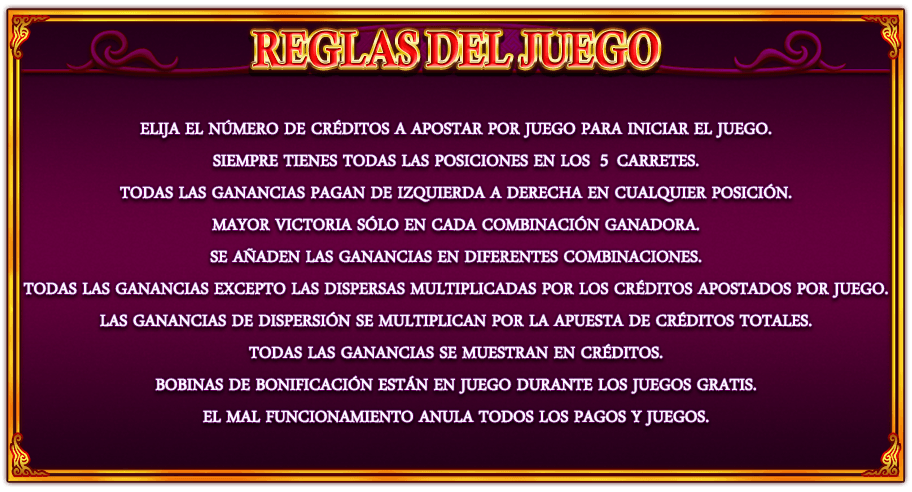 REGLAS DEL JUEGO
ELIJA EL NÚMERO DE CRÉDITOS A APOSTAR POR JUEGO PARA INICIAR EL JUEGO.
SIEMPRE TIENES TODAS LAS POSICIONES EN LOS 5 CARRETES.
TODAS LAS GANANCIAS PAGAN DE IZQUIERDA A DERECHA EN CUALQUIER POSICIÓN.
MAYOR VICTORIA SÓLO EN CADA COMBINACIÓN GANADORA.
SE AÑADEN LAS GANANCIAS EN DIFERENTES COMBINACIONES.
TODAS LAS GANANCIAS EXCEPTO LAS DISPERSAS MULTIPLICADAS POR LOS CRÉDITOS APOSTADOS POR JUEGO.
LAS GANANCIAS DE DISPERSIÓN SE MULTIPLICAN POR LA APUESTA DE CRÉDITOS TOTALES.
TODAS LAS GANANCIAS SE MUESTRAN EN CRÉDITOS.
BOBINAS DE BONIFICACIÓN ESTÁN EN JUEGO DURANTE LOS JUEGOS GRATIS.
EL MAL FUNCIONAMIENTO ANULA TODOS LOS PAGOS Y JUEGOS.